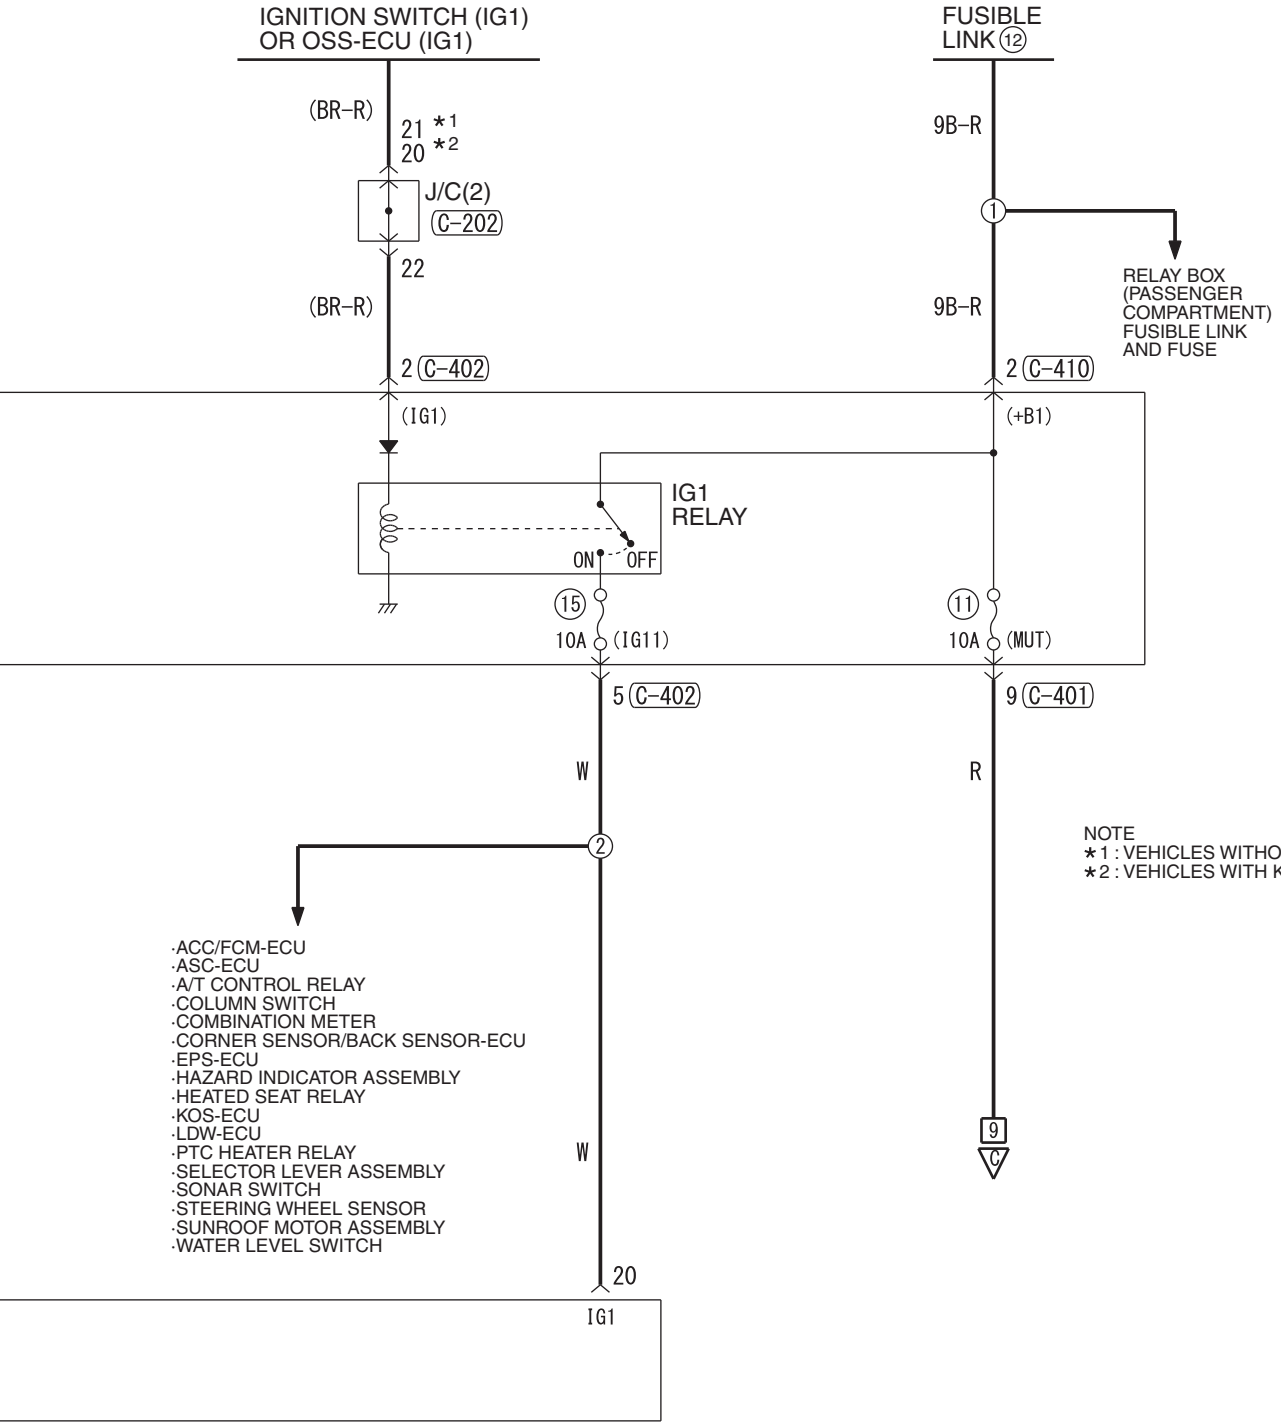 IGNITION SWITCH (IG1)
OR OSS-ECU (IG1)
FUSIBLE
LINK 12
(BR-R)
21 *1
20 *2
9B-R
J/C(2)
C-202
1
22
RELAY BOX
(PASSENGER
COMPARTMENT)
FUSIBLE LINK
AND FUSE
(BR-R)
9B-R
2 C-402
2 C-410
(IG1)
(+B1)
IG1
RELAY
ON OFF
15
11
10A (IG11)
10A (MUT)
5 C-402
9 C-401
W
R
NOTE
*1 : VEHICLES
*2 : VEHICLES WITH
2
·ACC/FCM-ECU
·ASC-ECU
·A/T CONTROL RELAY
·COLUMN SWITCH
·COMBINATION METER
·CORNER SENSOR/BACK SENSOR-ECU
·EPS-ECU
·HAZARD INDICATOR ASSEMBLY
·HEATED SEAT RELAY
·KOS-ECU
·LDW-ECU
·PTC HEATER RELAY
·SELECTOR LEVER ASSEMBLY
·SONAR SWITCH
·STEERING WHEEL SENSOR
·SUNROOF MOTOR ASSEMBLY
·WATER LEVEL SWITCH
W
9
C
20
IG1